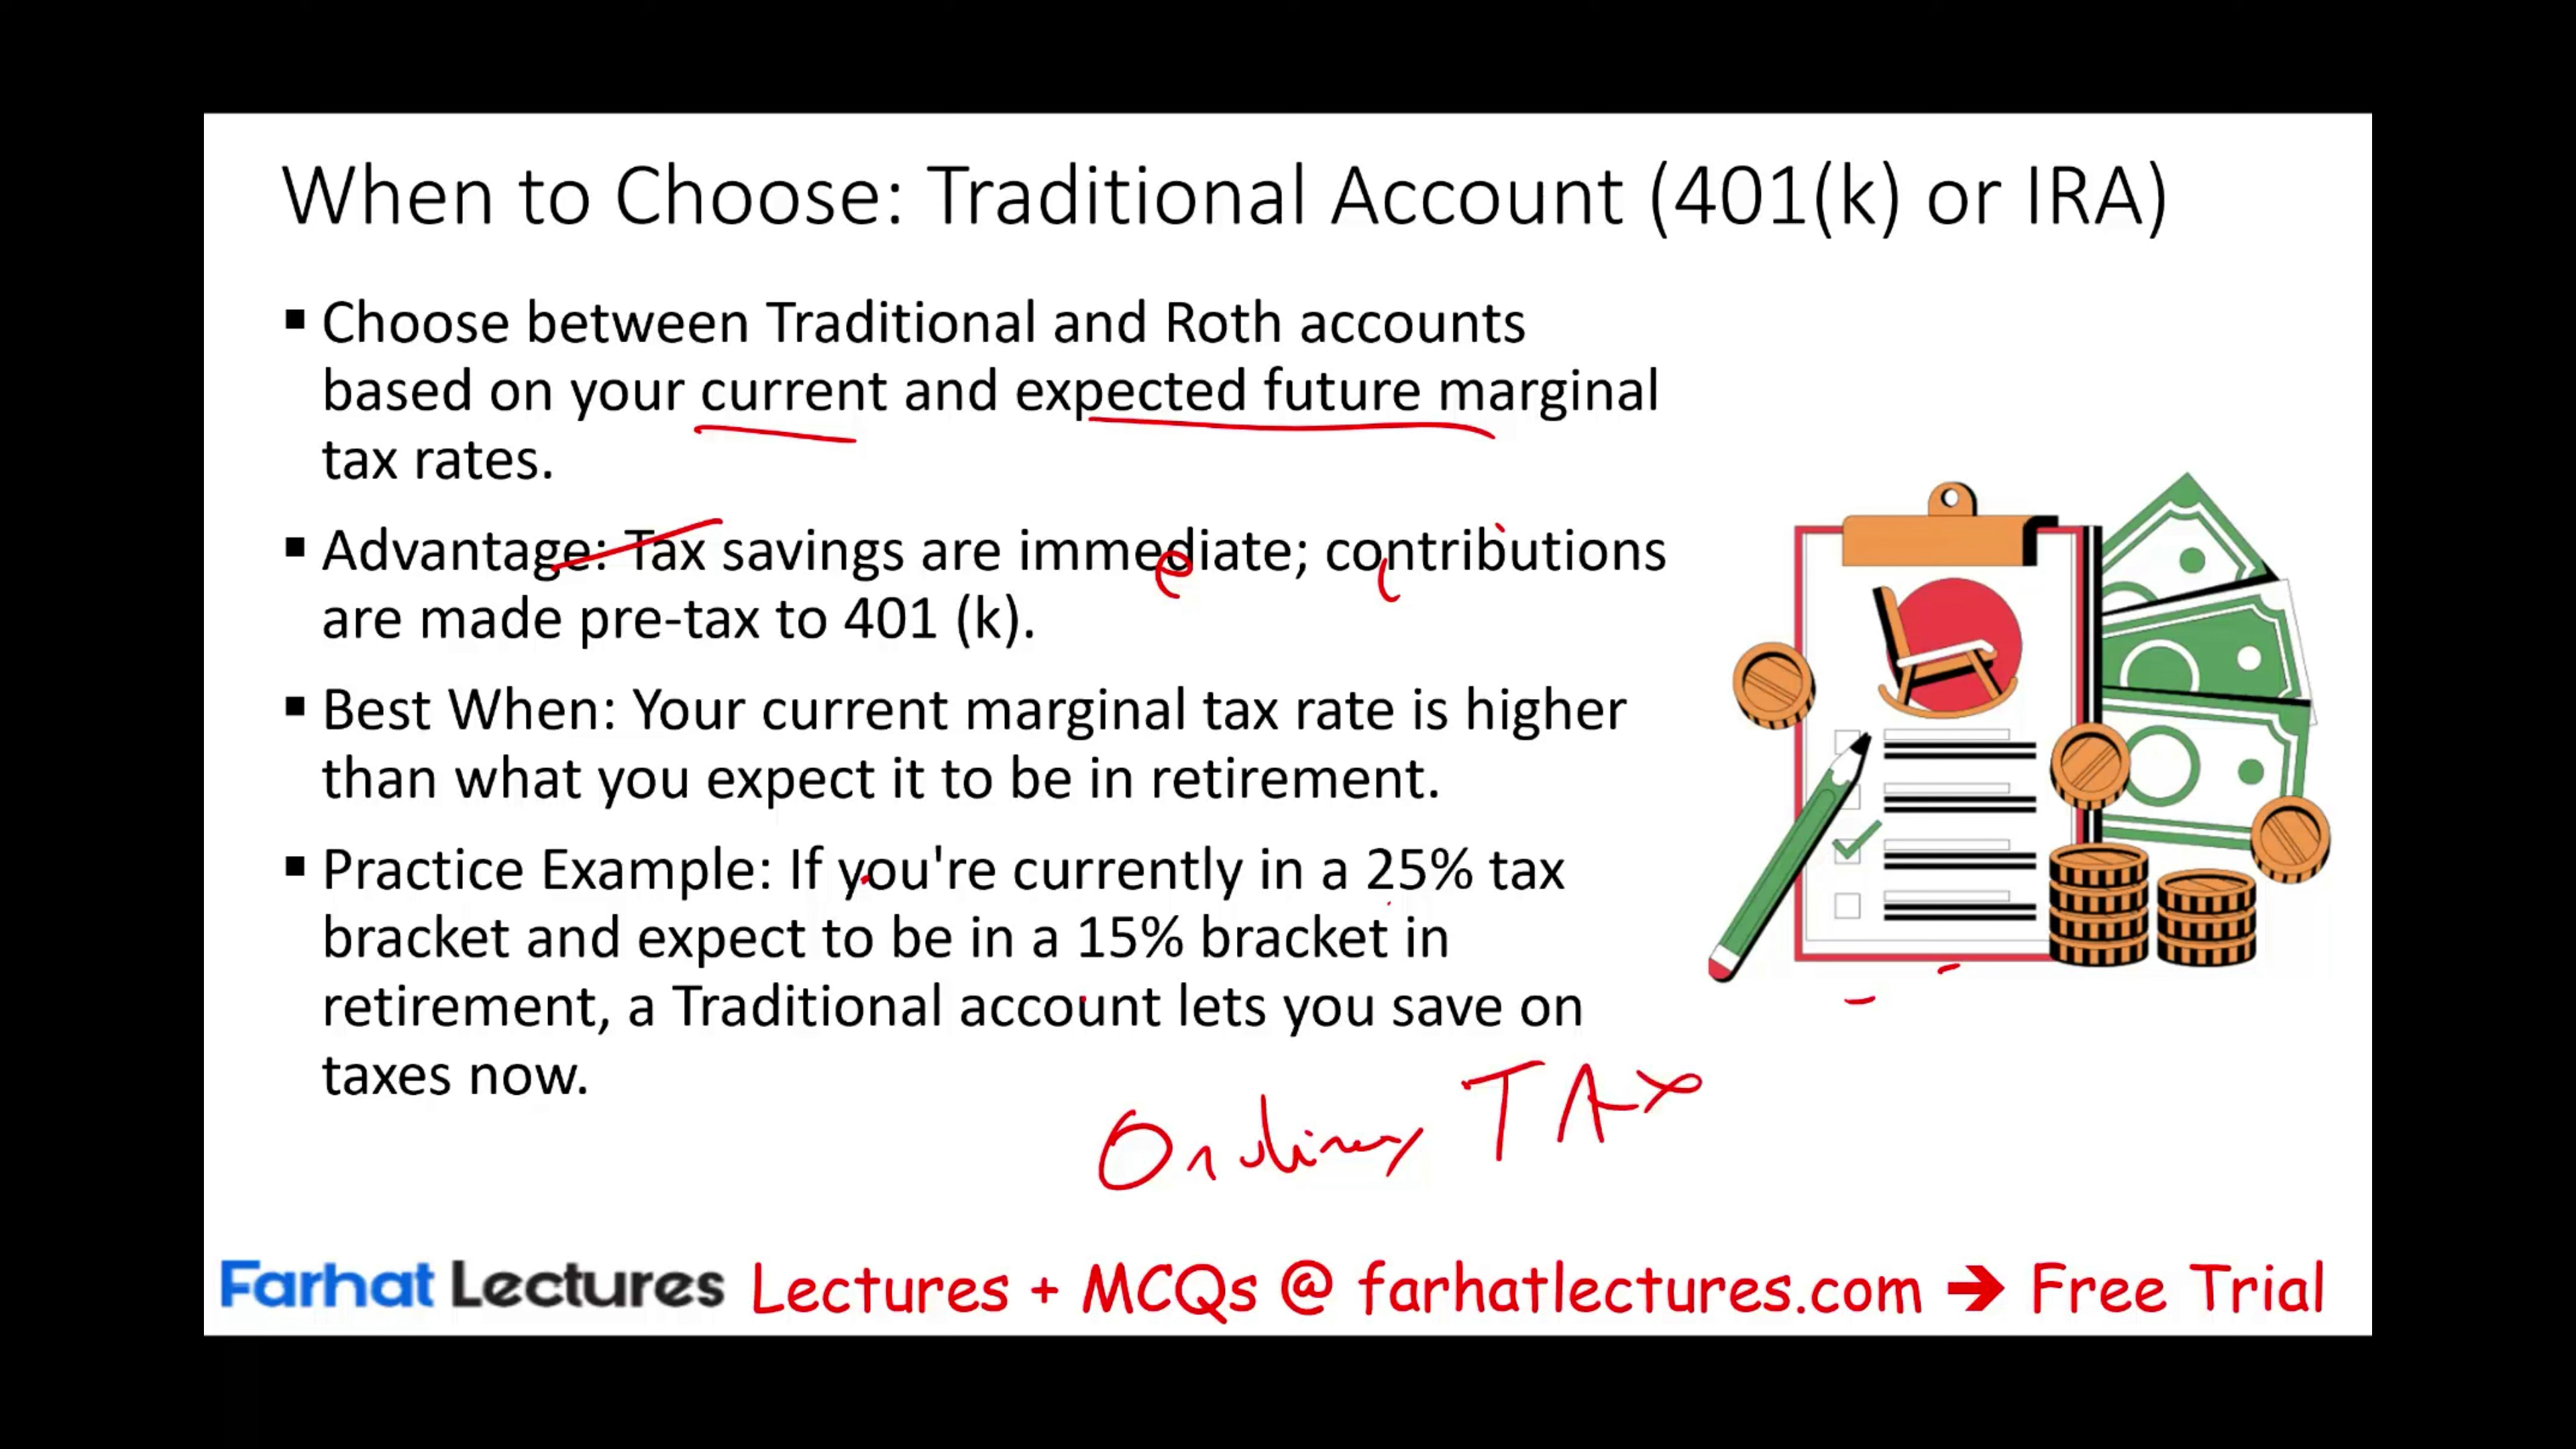 When to Choose: Traditional Account (401(k) or IRA)
▪ Choose between Traditional and Roth accounts
based on your current and expected future marginal
tax rates.
▪ Advantage: Tax savings are immediate; contributions
are made pre-tax to 401 (k).
▪ Best When: Your current marginal tax rate is higher
than what you expect it to be in retirement.
▪ Practice Example: If you're currently in a 25% tax
bracket and expect to be in a 15% bracket in
retirement, a Traditional account lets you save on
taxes now.
Ordinary TAx
Farhat Lectures Lectures + MCQs @ farhatlectures.com ➔ Free Trial